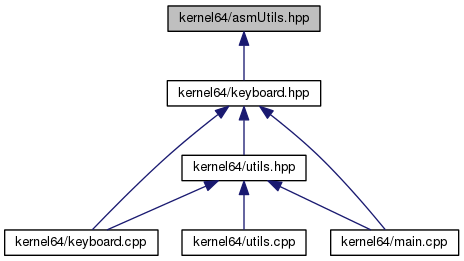 kernel64/asmUtils.hpp
kernel64/keyboard.hpp
kernel64/utils.hpp
kernel64/keyboard.cpp
kernel64/utils.cpp
kernel64/main.cpp